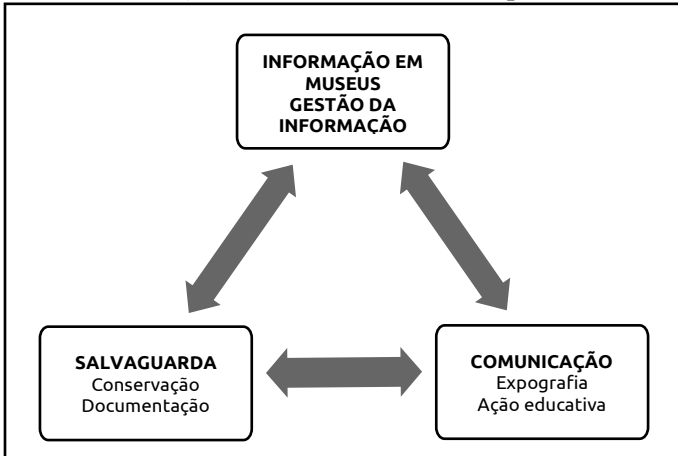 INFORMAÇÃO EM
MUSEUS
GESTÃO DA
INFORMAÇÃO
SALVAGUARDA
Conservação
Documentação
COMUNICAÇÃO
Expografia
Ação educativa